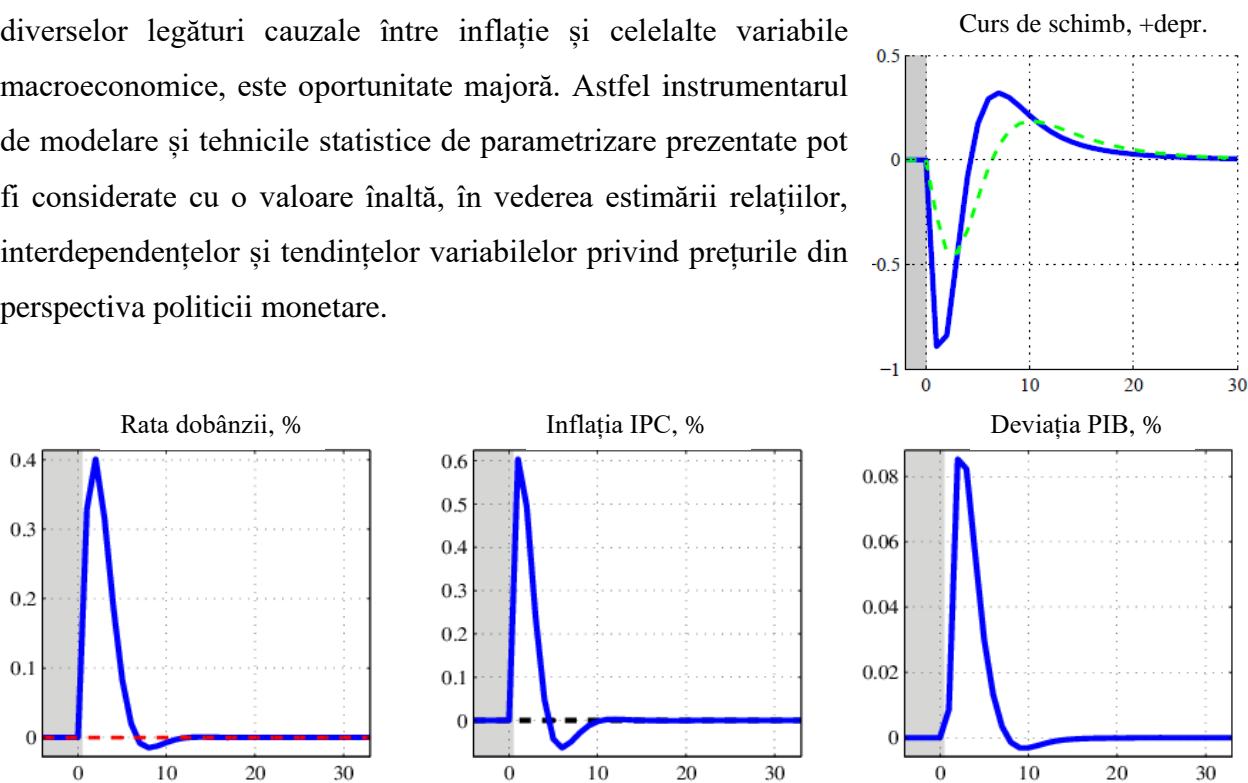 diverselor legături cauzale între inflație și celelalte variabile
macroeconomice, este oportunitate majoră. Astfel instrumentarul
de modelare și tehnicile statistice de parametrizare prezentate pot
fi considerate cu o valoare înaltă, în vederea estimării relațiilor,
interdependențelor și tendințelor variabilelor privind prețurile din
perspectiva politicii monetare.
Curs de schimb, +depr.
0.5
0
-0.5
-1
0 10 20 30
Rata dobânzii, %
0.4
0.3
0.2
0.1
0
0 10 20 30
Inflația IPC, %
0.6
0.5
0.4
0.3
0.2
0.1
0
0 10 20 30
Deviația PIB, %
0.08
0.06
0.04
0.02
0
0 10 20 30